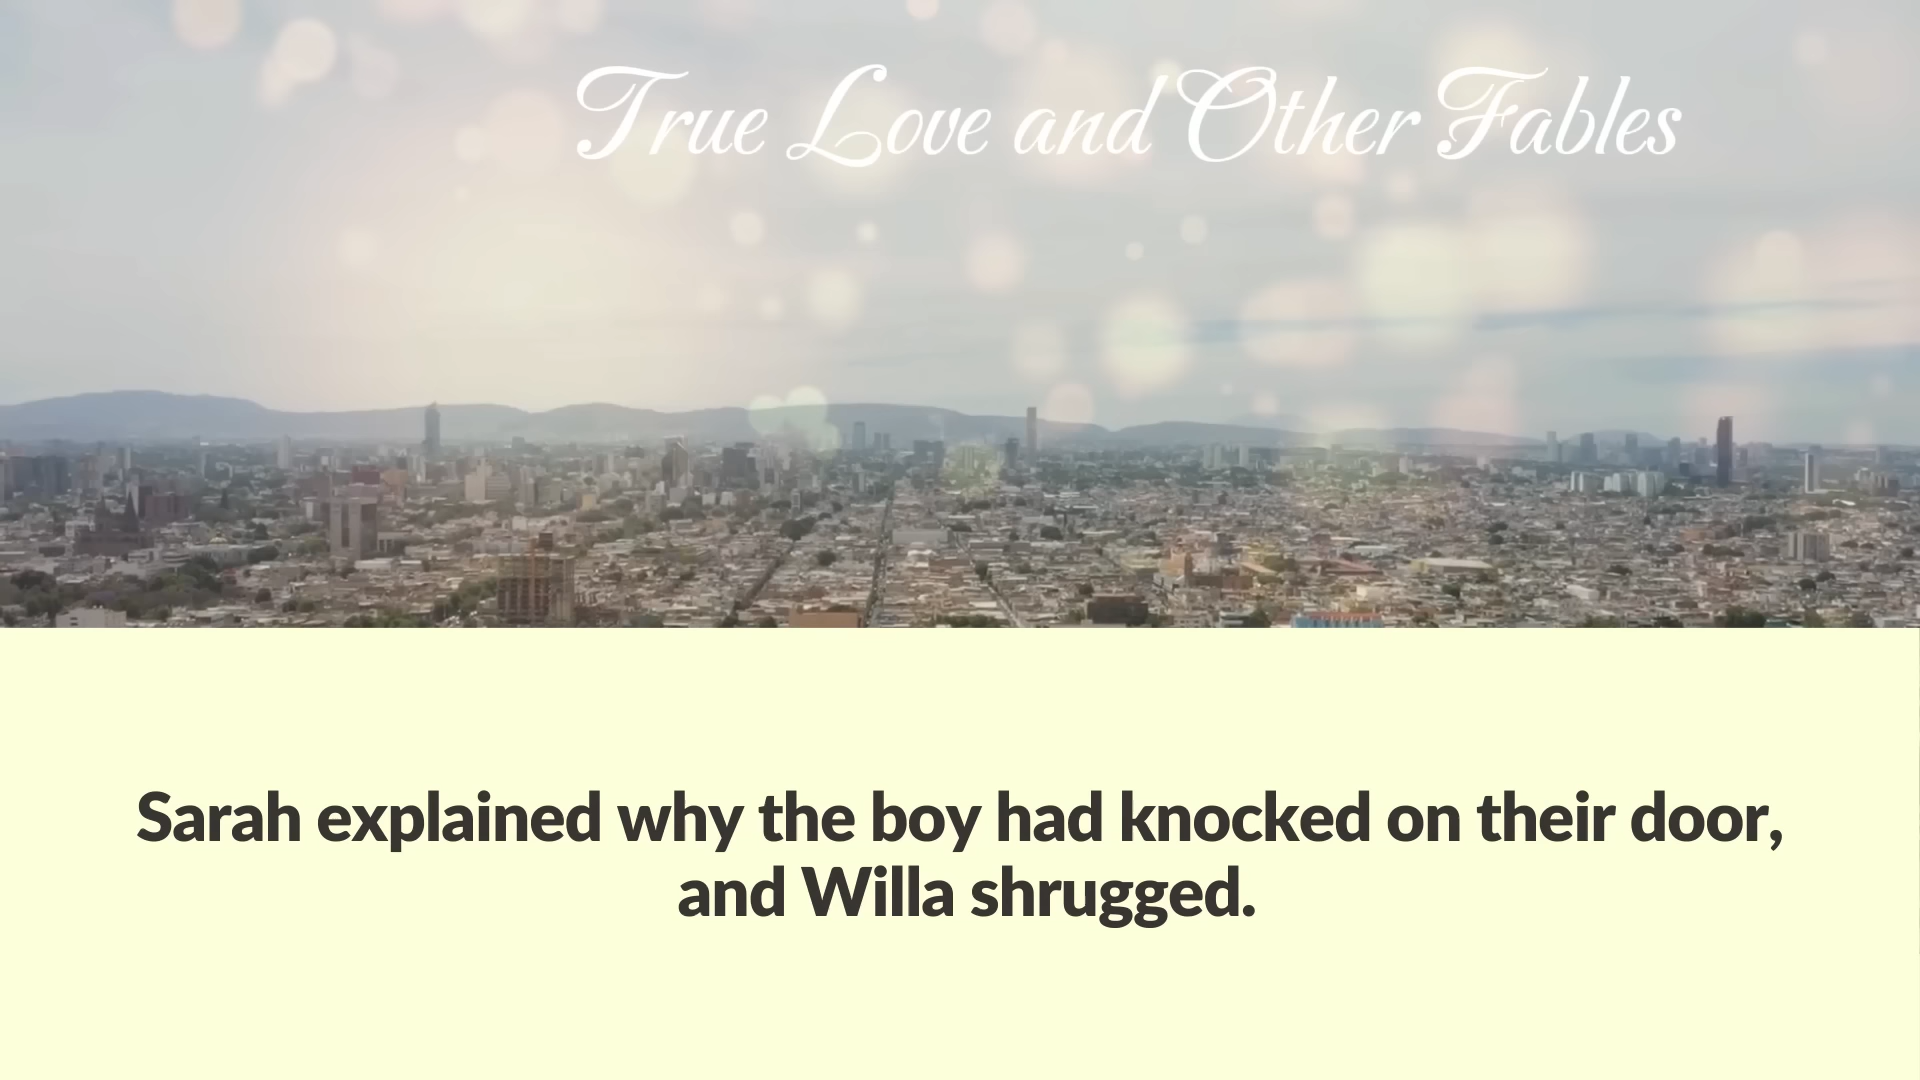 True Love and Other Fables
Sarah explained why the boy had knocked on their door,
and Willa shrugged.